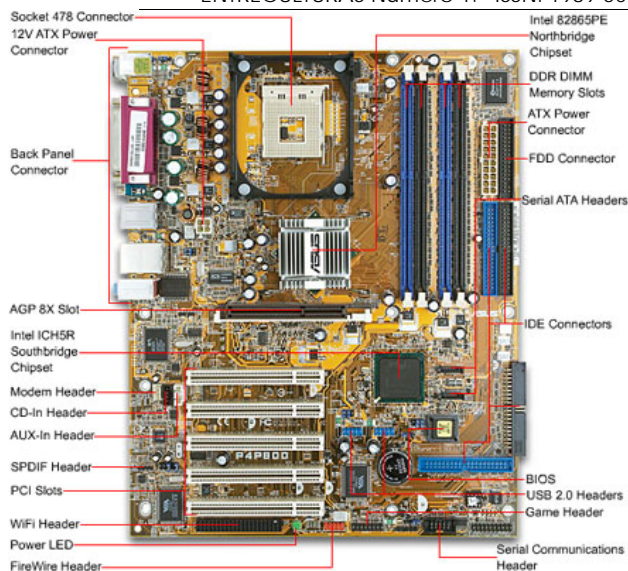 Socket 478 Connector
12V ATX Power
Connector
Back Panel
Connector
AGP 8X Slot
Intel ICH5R
Southbridge
Chipset
Modem Header
CD-In Header
AUX-In Header
SPDIF Header
PCI Slots
WiFi Header
Power LED
FireWire Header
Intel 82865PE
Northbridge
Chipset
DDR DIMM
Memory Slots
ATX Power
Connector
FDD Connector
Serial ATA Headers
IDE Connectors
BIOS
USB 2.0 Headers
Game Header
Serial Communications
Header
ASUS
P4P800